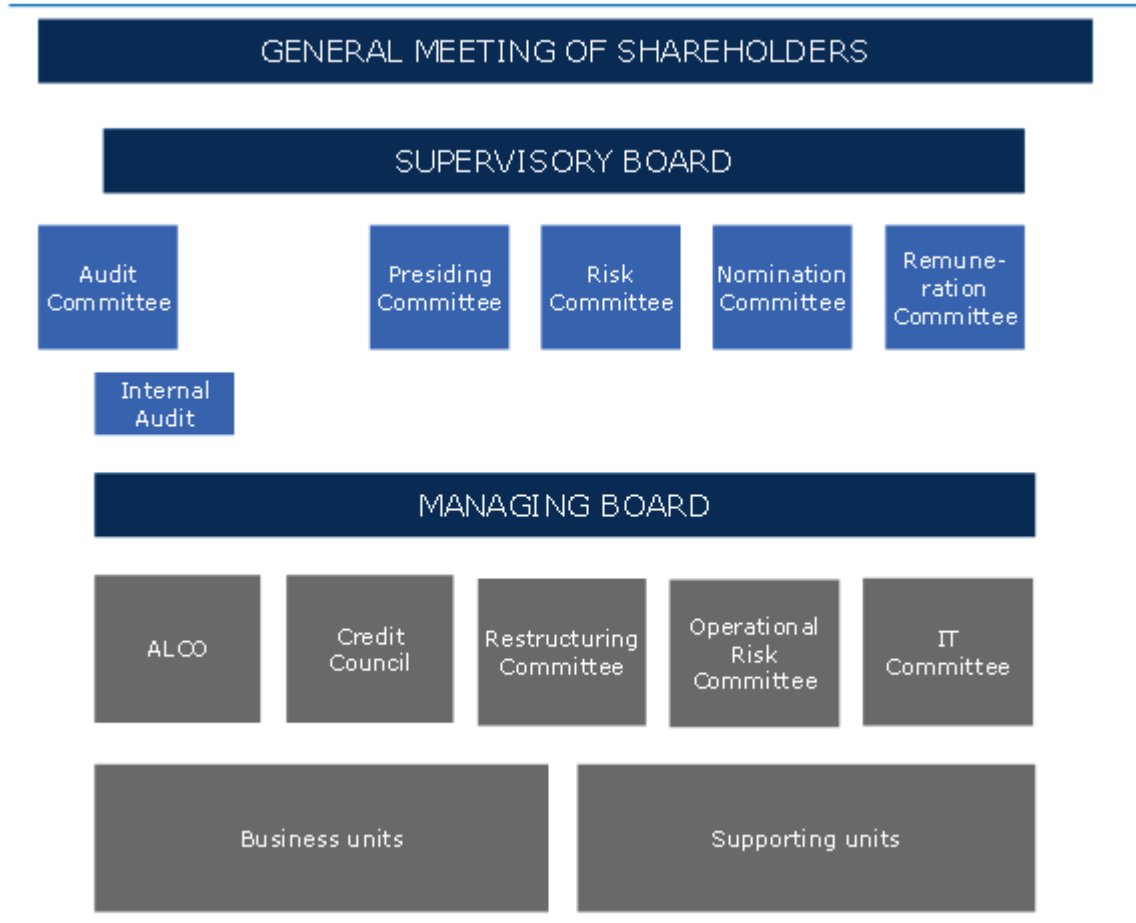 GENERAL MEETING OF SHAREHOLDERS
SUPERVISORY BOARD
Audit
Committee
Presiding
Committee
Risk
Committee
Nomination
Committee
Remune-
ration
Committee
Internal
Audit
MANAGING BOARD
ALCO
Credit
Council
Restructuring
Committee
Operational
Risk
Committee
IT
Committee
Business units
Supporting units